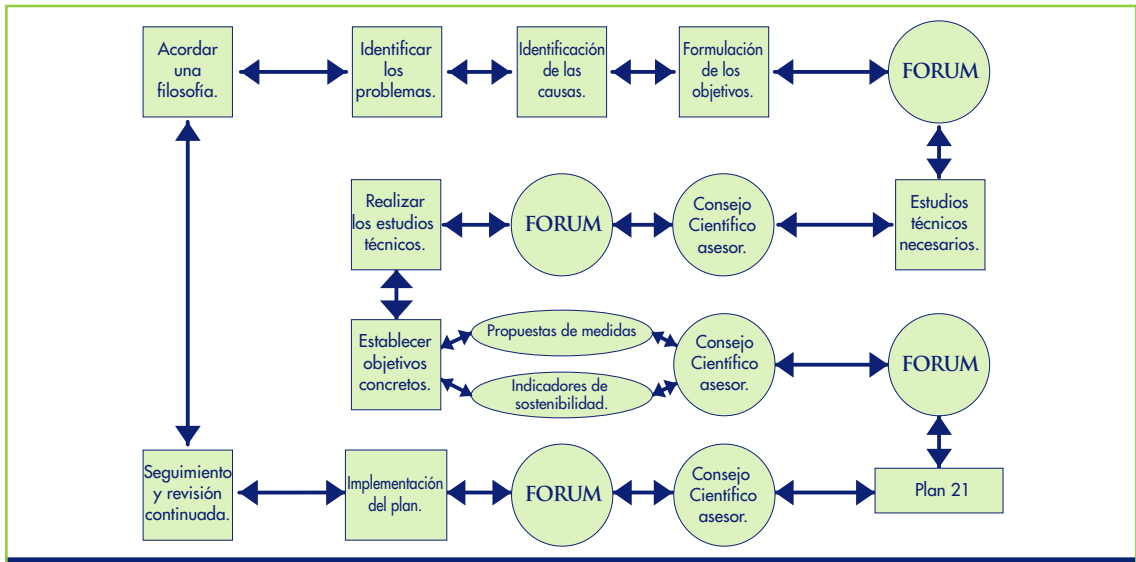 Acordar
una
filosofía.
Identificar
los
problemas.
Identificación
de las
causas.
Formulación
de los
objetivos.
FORUM
Realizar
los estudios
técnicos.
FORUM
Consejo
Científico
asesor.
Estudios
técnicos
necesarios.
Establecer
objetivos
concretos.
Propuestas de medidas
Indicadores de
sostenibilidad.
Consejo
Científico
asesor.
FORUM
Seguimiento
y revisión
continuada.
Implementación
del plan.
FORUM
Consejo
Científico
asesor.
Plan 21